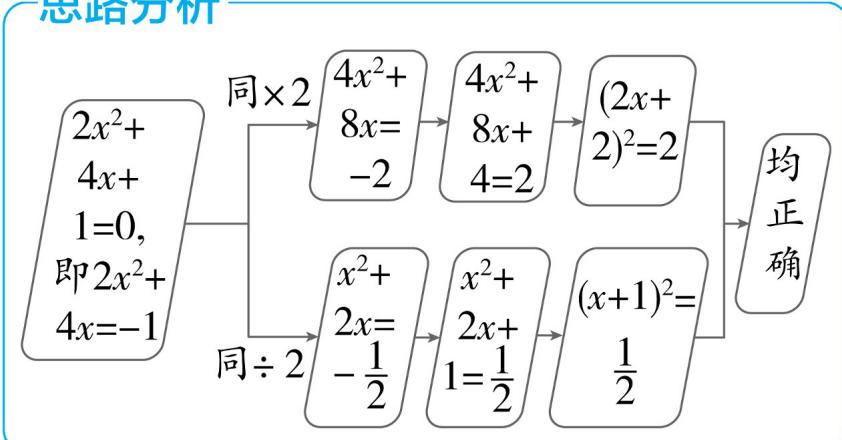 思路分析
2x²+
4x+
1=0,
即2x²+
4x=−1
同×2
4x²+
8x=
−2
4x²+
8x+
4=2
(2x+
2)²=2
同÷2
x²+
2x=
−1/2
x²+
2x+
1=1/2
(x+1)²=
1/2
均
正
确